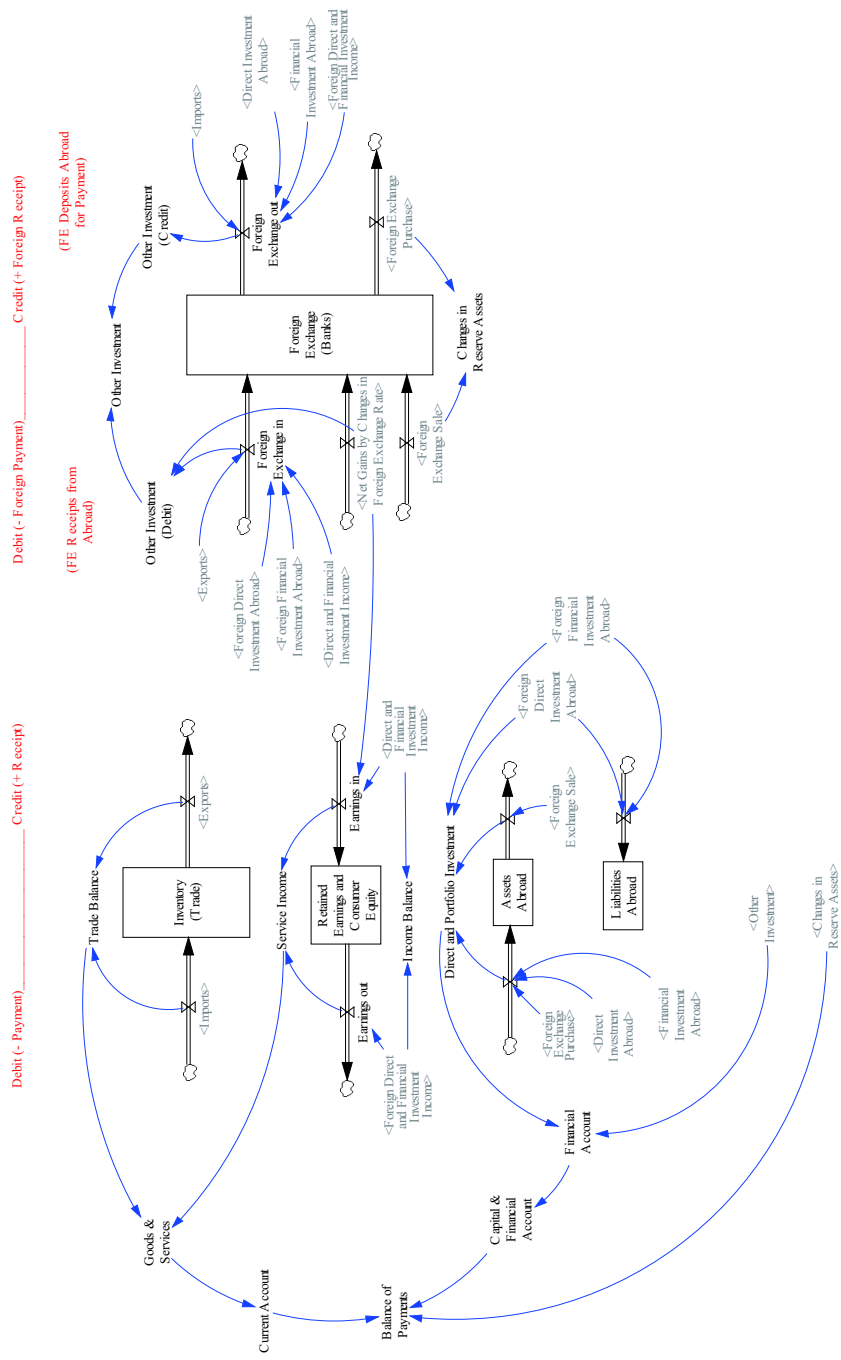 Debit (- Payment)____________________ Credit (+ Receipt)
Debit (- Foreign Payment)____________ Credit (+ Foreign Receipt)
(FE Receipts from
Abroad)
(FE Deposits Abroad
for Payment)
Goods &
Services
Current Account
Balance of
Payments
Capital &
Financial
Account
Financial
Account
Trade Balance
<Imports>
Inventory
(Trade)
<Exports>
Service Income
Earnings out
Retained
Earnings and
Consumer
Equity
Earnings in
<Foreign Direct
and Financial
Investment
Income>
Income Balance
<Direct and
Financial
Investment
Income>
Direct and Portfolio Investment
<Foreign
Exchange
Purchase>
<Direct
Investment
Abroad>
<Financial
Investment
Abroad>
Assets
Abroad
<Foreign
Exchange Sale>
Liabilities
Abroad
<Foreign
Direct
Investment
Abroad>
<Foreign
Financial
Investment
Abroad>
<Other
Investment>
<Changes in
Reserve Assets>
Other Investment
(Debit)
Other Investment
Other Investment
(Credit)
<Exports>
<Foreign Direct
Investment Abroad>
<Foreign Financial
Investment Abroad>
<Direct and Financial
Investment Income>
Foreign
Exchange in
<Net Gains by Changes in
Foreign Exchange Rate>
<Foreign
Exchange Sale>
Foreign
Exchange
(Banks)
Changes in
Reserve Assets
Foreign
Exchange out
<Foreign Exchange
Purchase>
<Imports>
<Direct Investment
Abroad>
<Financial
Investment Abroad>
<Foreign Direct and
Financial Investment
Income>